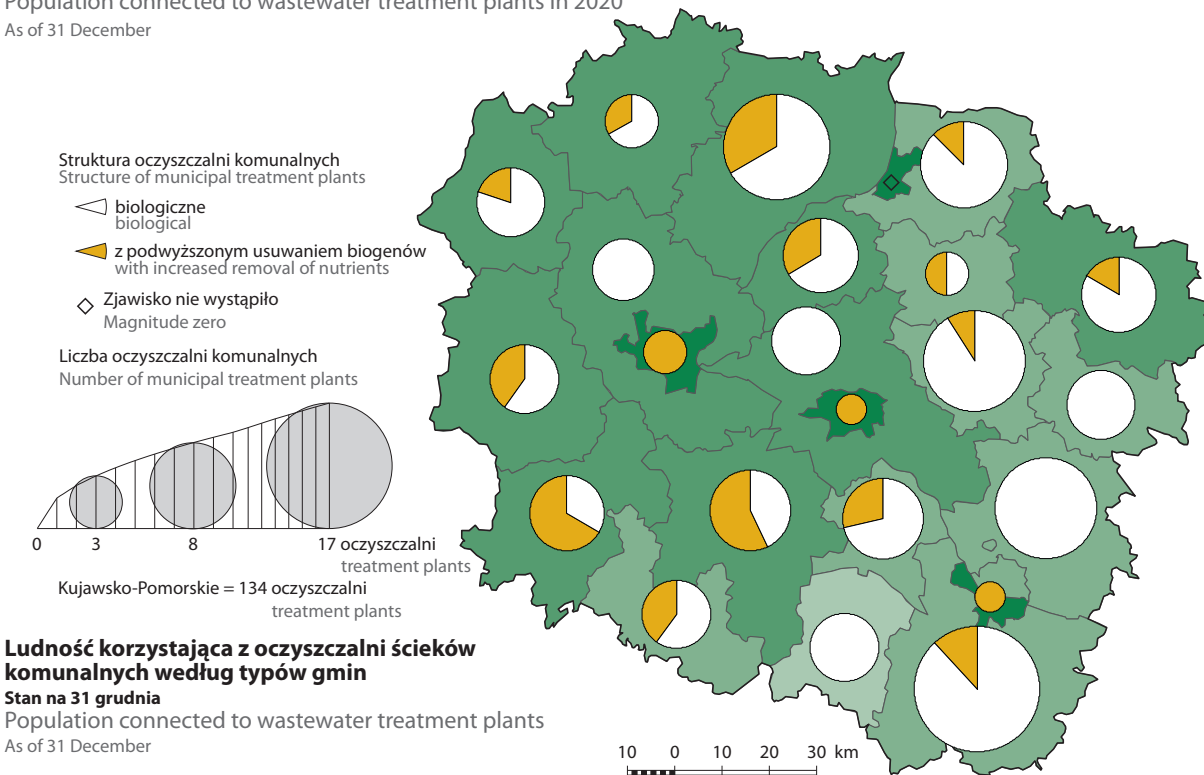 Population connected to wastewater treatment plants in 2020
As of 31 December
Struktura oczyszczalni komunalnych
Structure of municipal treatment plants
biologiczne
biological
z podwyższonym usuwaniem biogenów
with increased removal of nutrients
Zjawisko nie wystąpiło
Magnitude zero
Liczba oczyszczalni komunalnych
Number of municipal treatment plants
0 3 8 17 oczyszczalni
treatment plants
Kujawsko-Pomorskie = 134 oczyszczalni
treatment plants
Ludność korzystająca z oczyszczalni ścieków
komunalnych według typów gmin
Stan na 31 grudnia
Population connected to wastewater treatment plants
As of 31 December
10 0 10 20 30 km